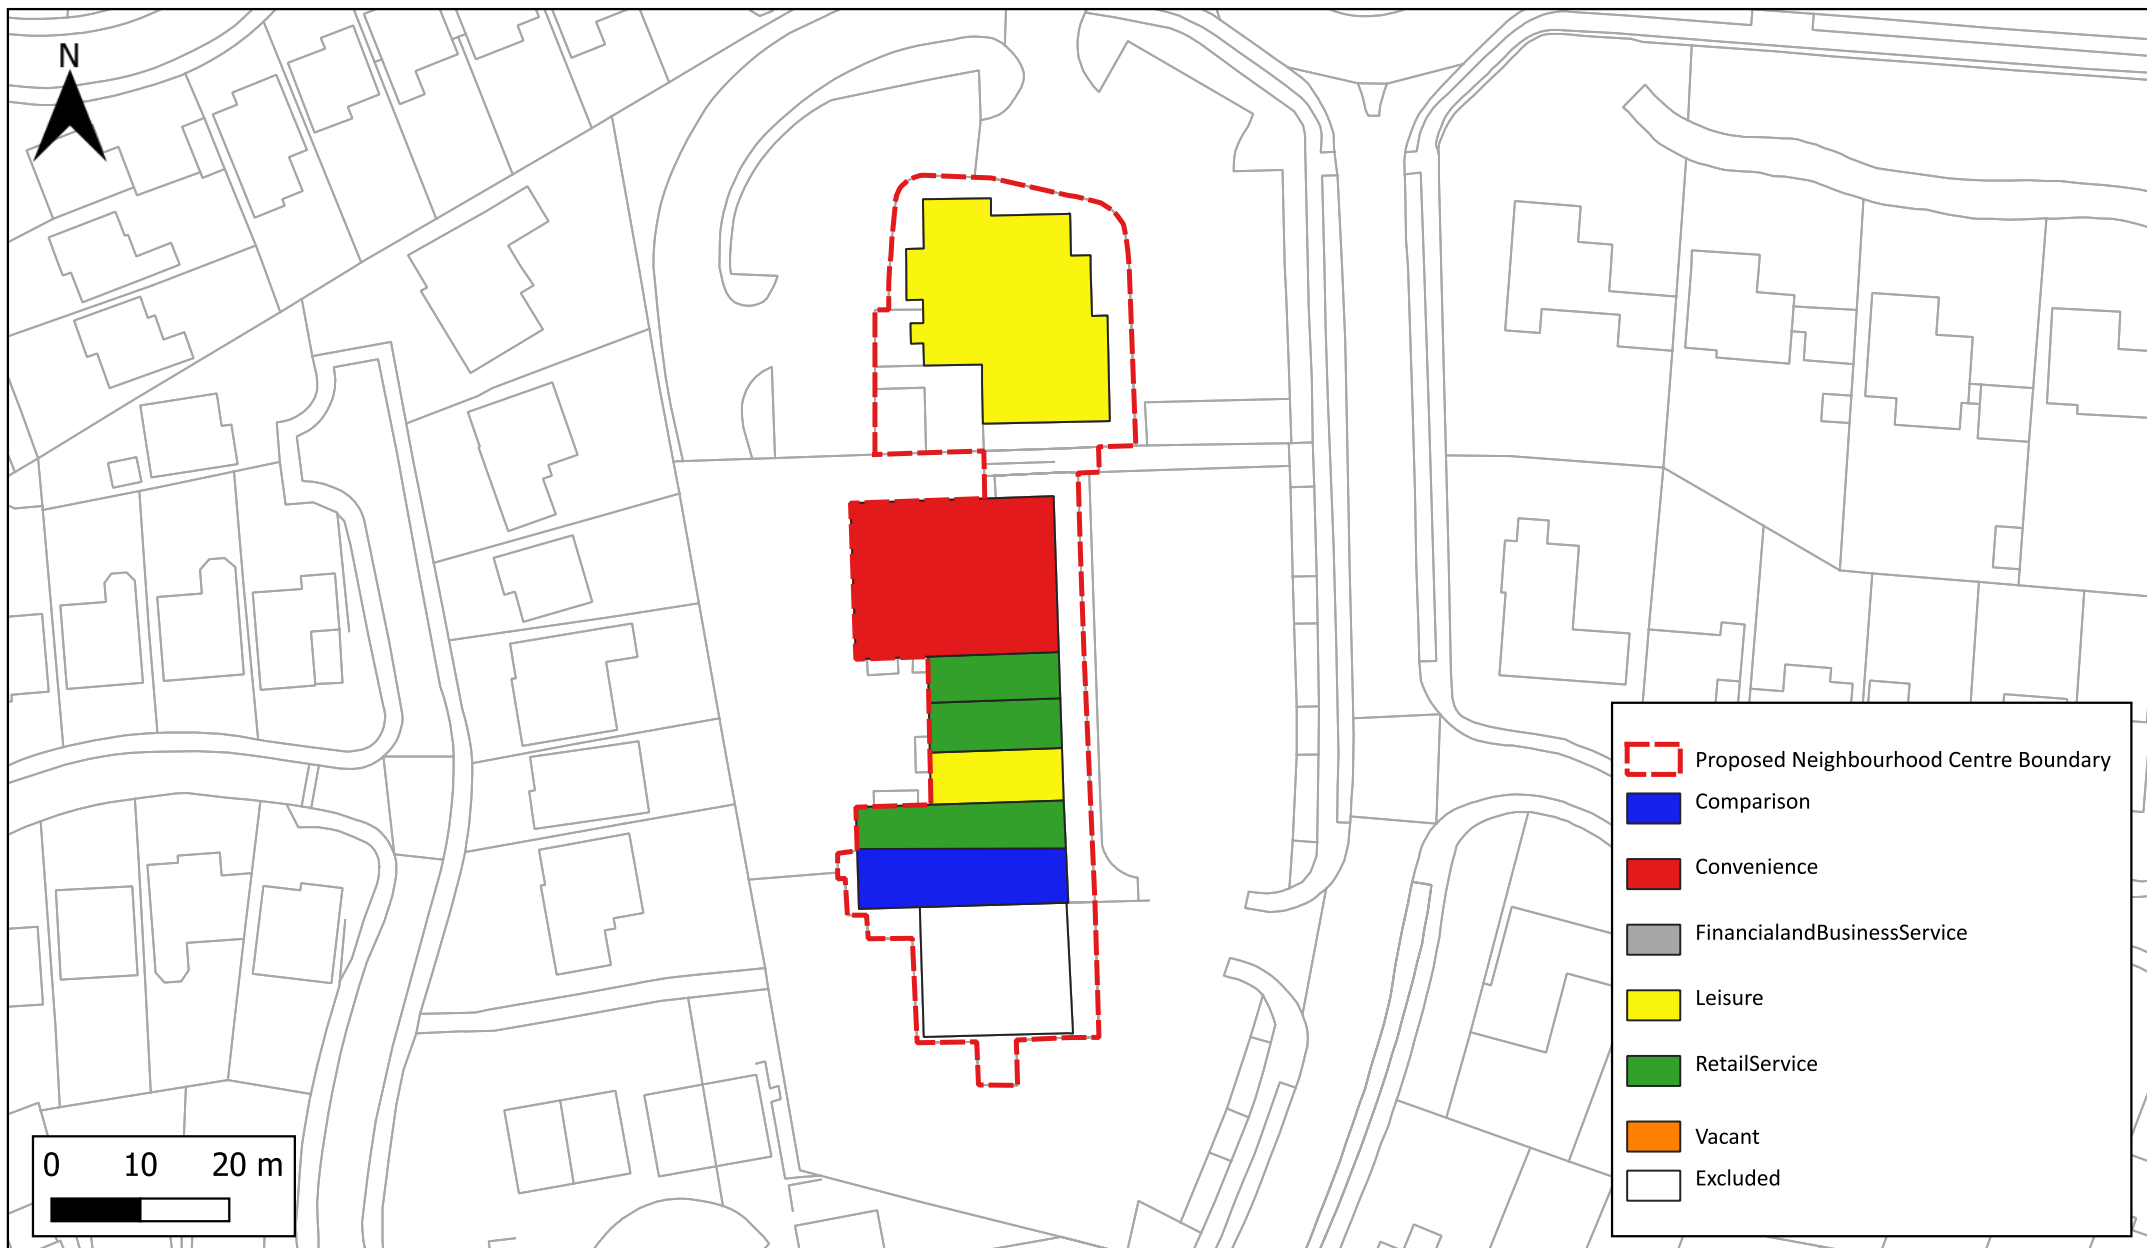 N
Proposed Neighbourhood Centre Boundary
Comparison
Convenience
FinancialandBusinessService
Leisure
RetailService
Vacant
Excluded
0 10 20 m